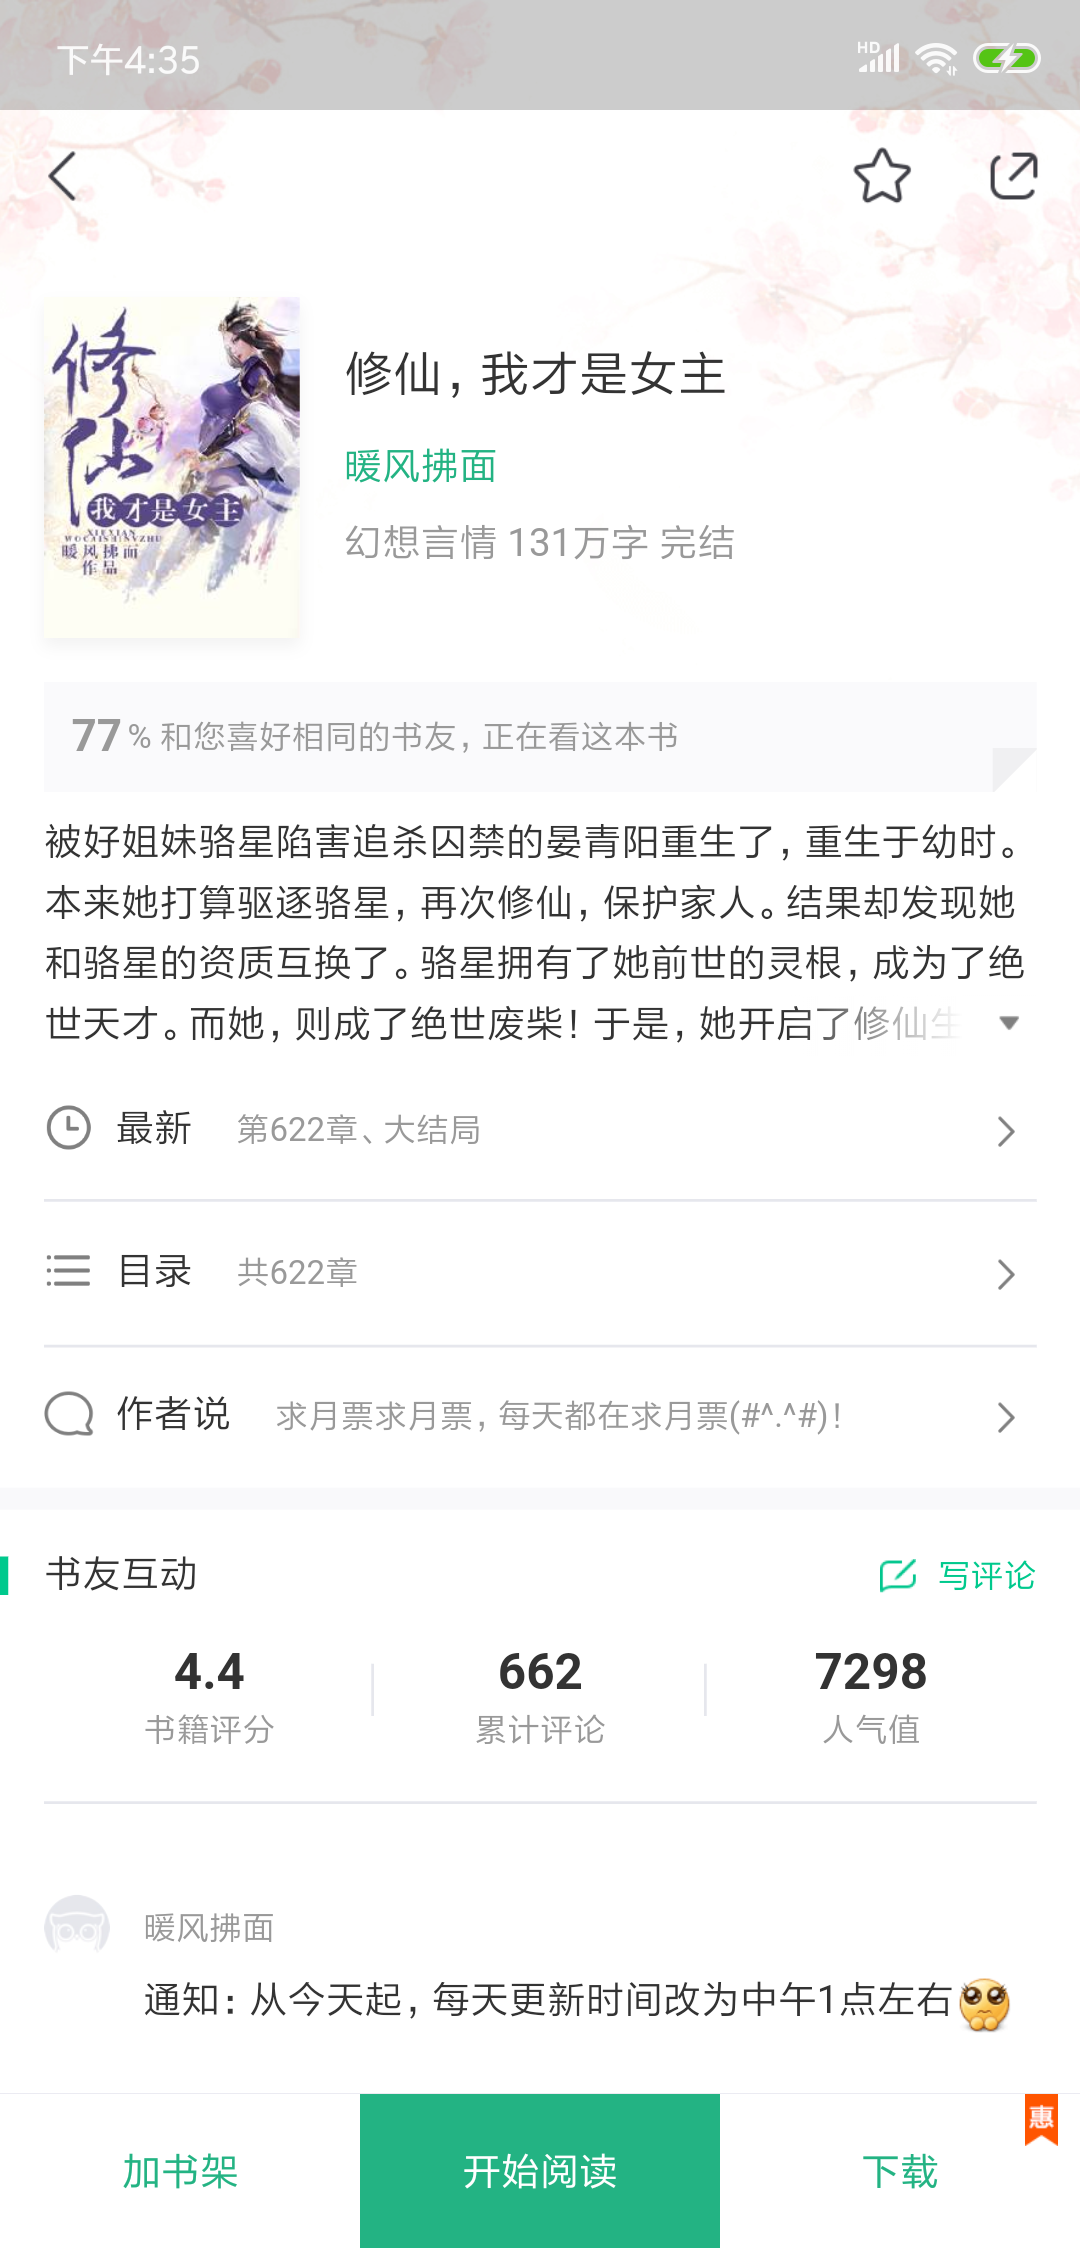 下午4:35
HD
修仙
我才是女主
XIUXIAN
WOCAISHINVZHU
暖风拂面
作品
修仙，我才是女主
暖风拂面
幻想言情 131万字 完结
77% 和您喜好相同的书友，正在看这本书
被好姐妹骆星陷害追杀囚禁的晏青阳重生了，重生于幼时。
本来她打算驱逐骆星，再次修仙，保护家人。结果却发现她
和骆星的资质互换了。骆星拥有了她前世的灵根，成为了绝
世天才。而她，则成了绝世废柴！于是，她开启了修仙生
最新 第622章、大结局
目录 共622章
作者说 求月票求月票，每天都在求月票(#^.^#)！
书友互动 写评论
4.4 662 7298
书籍评分 累计评论 人气值
暖风拂面
通知：从今天起，每天更新时间改为中午1点左右
惠
加书架 开始阅读 下载